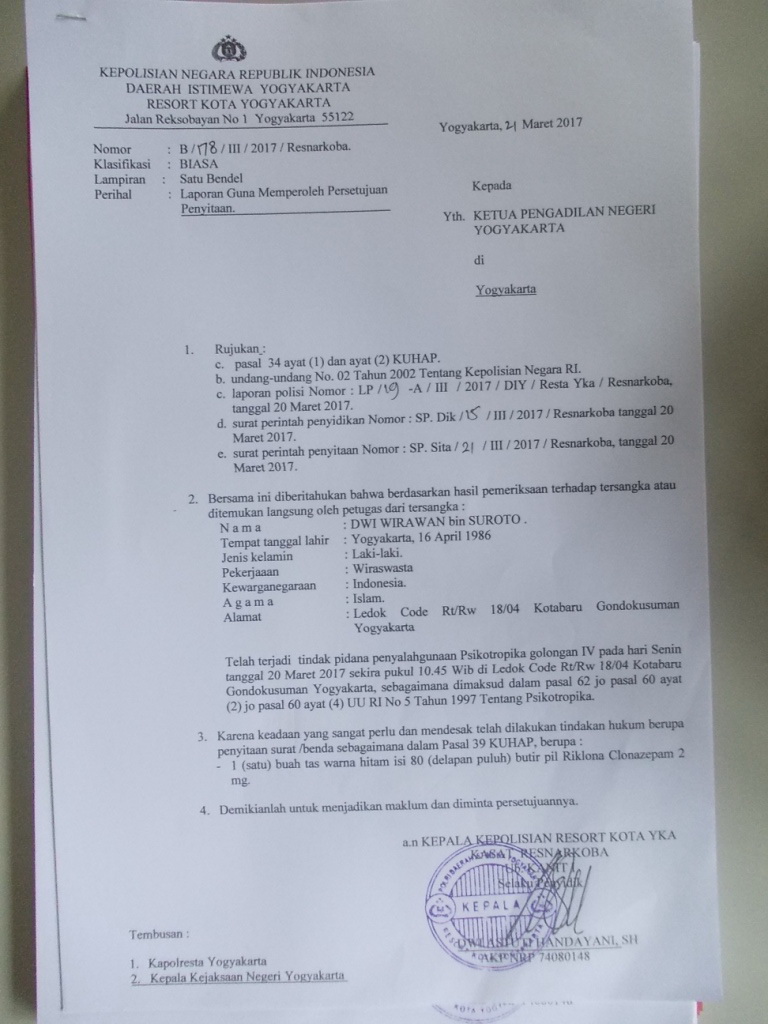 KEPOLISIAN NEGARA REPUBLIK INDONESIA
DAERAH ISTIMEWA YOGYAKARTA
RESORT KOTA YOGYAKARTA
Jalan Reksobayan No 1 Yogyakarta 55122
Yogyakarta, 21 Maret 2017
Nomor : B / 178 / III / 2017 / Resnarkoba.
Klasifikasi : BIASA
Lampiran : Satu Bendel
Perihal : Laporan Guna Memperoleh Persetujuan
Penyitaan.
Kepada
Yth. KETUA PENGADILAN NEGERI
YOGYAKARTA
di
Yogyakarta
1. Rujukan :
c. pasal 34 ayat (1) dan ayat (2) KUHAP.
b. undang-undang No. 02 Tahun 2002 Tentang Kepolisian Negara RI.
c. laporan polisi Nomor : LP / 19 -A / III / 2017 / DIY / Resta Yka / Resnarkoba,
tanggal 20 Maret 2017.
d. surat perintah penyidikan Nomor : SP. Dik / 15 / III / 2017 / Resnarkoba tanggal 20
Maret 2017.
e. surat perintah penyitaan Nomor : SP. Sita / 21 / III / 2017 / Resnarkoba, tanggal 20
Maret 2017.
2. Bersama ini diberitahukan bahwa berdasarkan hasil pemeriksaan terhadap tersangka atau
ditemukan langsung oleh petugas dari tersangka :
N a m a : DWI WIRAWAN bin SUROTO .
Tempat tanggal lahir : Yogyakarta, 16 April 1986
Jenis kelamin : Laki-laki.
Pekerjaaan : Wiraswasta
Kewarganegaraan : Indonesia.
A g a m a : Islam.
Alamat : Ledok Code Rt/Rw 18/04 Kotabaru Gondokusuman
Yogyakarta
Telah terjadi tindak pidana penyalahgunaan Psikotropika golongan IV pada hari Senin
tanggal 20 Maret 2017 sekira pukul 10.45 Wib di Ledok Code Rt/Rw 18/04 Kotabaru
Gondokusuman Yogyakarta, sebagaimana dimaksud dalam pasal 62 jo pasal 60 ayat
(2) jo pasal 60 ayat (4) UU RI No 5 Tahun 1997 Tentang Psikotropika.
3. Karena keadaan yang sangat perlu dan mendesak telah dilakukan tindakan hukum berupa
penyitaan surat /benda sebagaimana dalam Pasal 39 KUHAP, berupa :
- 1 (satu) buah tas warna hitam isi 80 (delapan puluh) butir pil Riklona Clonazepam 2
mg.
4. Demikianlah untuk menjadikan maklum dan diminta persetujuannya.
a.n KEPALA KEPOLISIAN RESORT KOTA YKA
KASAT RESNARKOBA
Selaku Penyidik
KEPALA
HANDAYANI, SH
AKP NRP 74080148
Tembusan :
1. Kapolresta Yogyakarta
2. Kepala Kejaksaan Negeri Yogyakarta